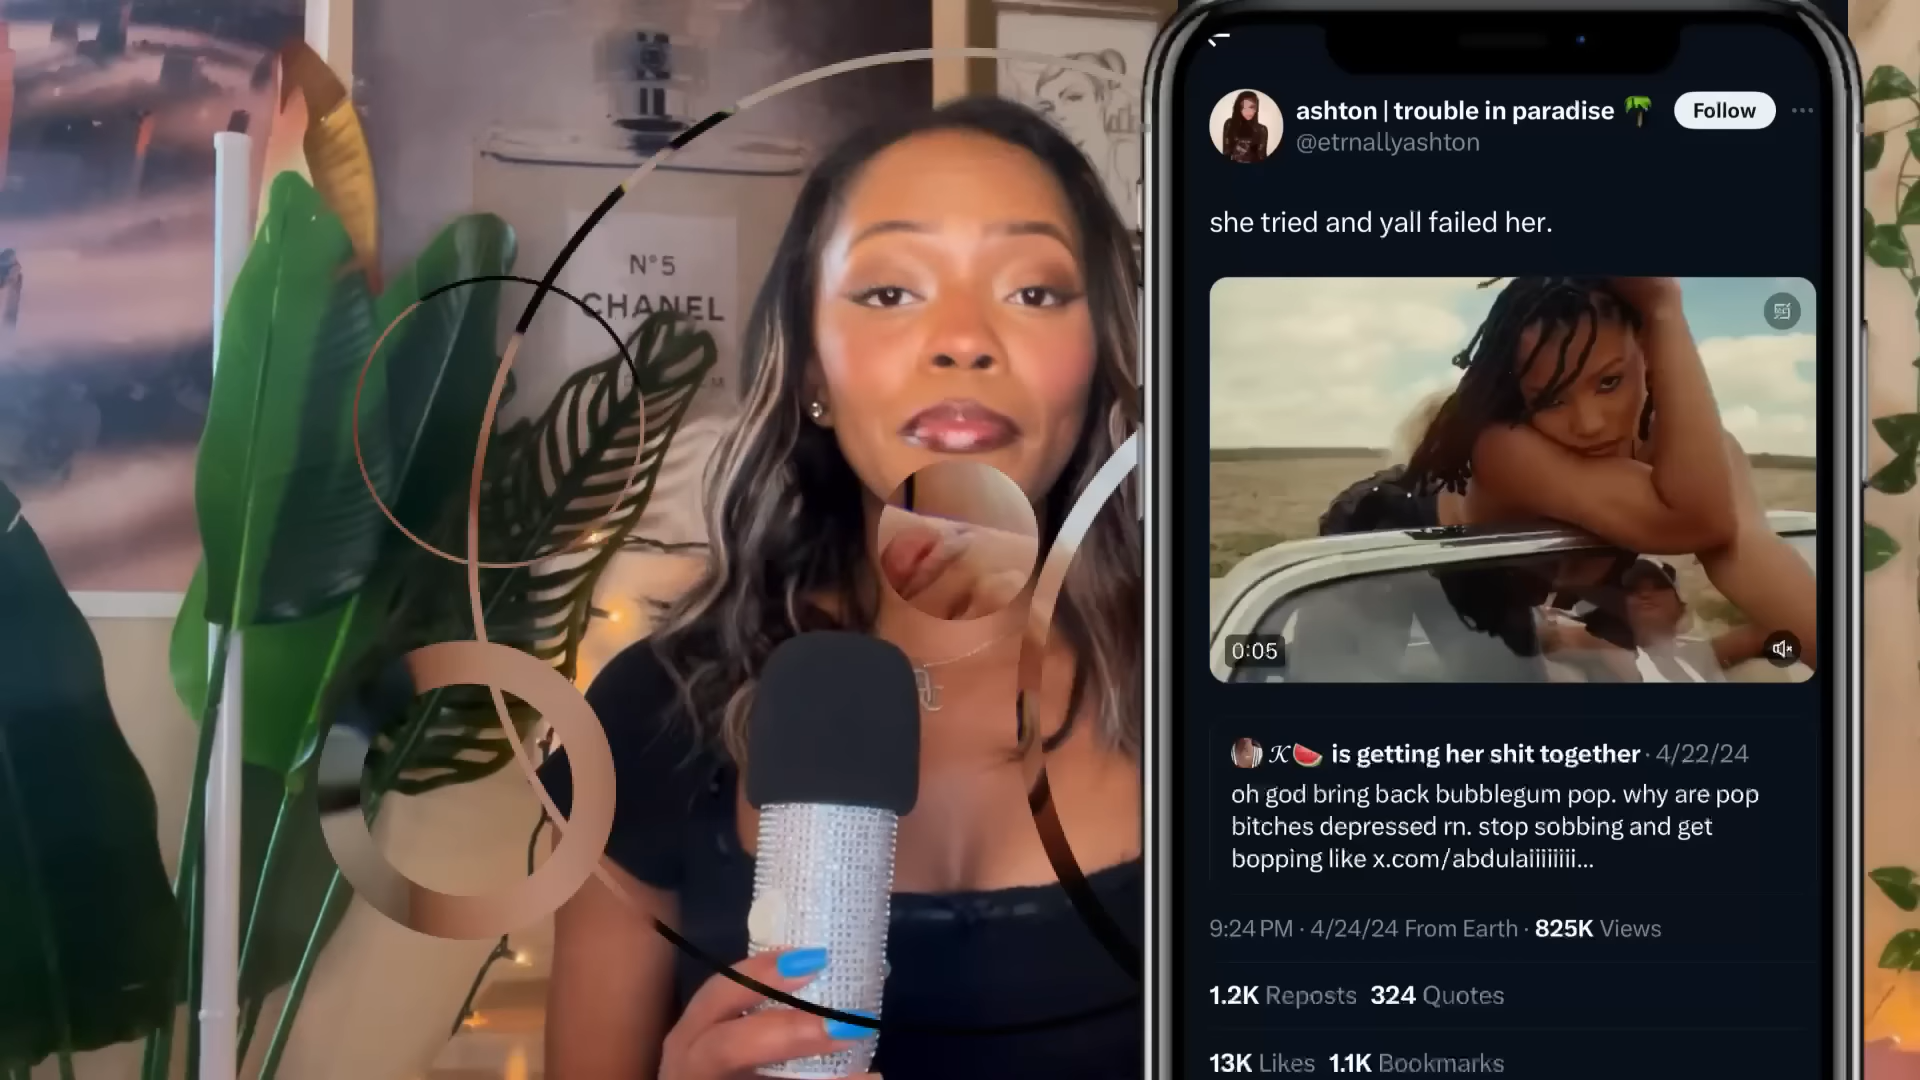 N°5
CHANEL
ashton | trouble in paradise 🌴
Follow
@etrnallyashton
she tried and yall failed her.
0:05
K🍉 is getting her shit together · 4/22/24
oh god bring back bubblegum pop. why are pop
bitches depressed rn. stop sobbing and get
bopping like x.com/abdulaiiiiiiii...
9:24 PM · 4/24/24 From Earth · 825K Views
1.2K Reposts 324 Quotes
13K Likes 1.1K Bookmarks